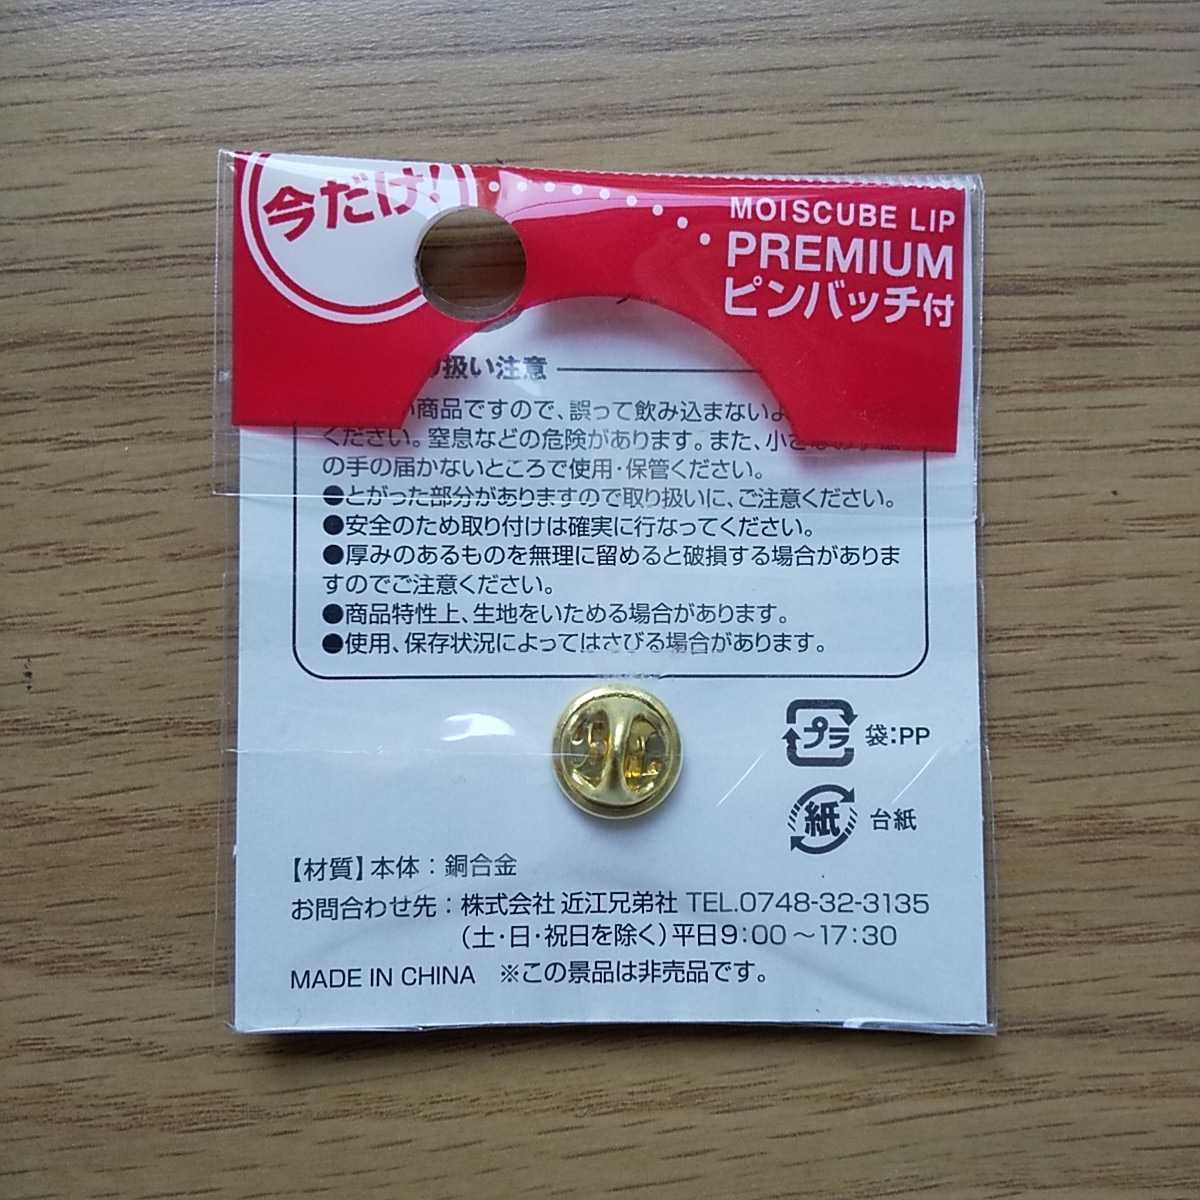 今だけ!
MOISCUBE LIP
PREMIUM
ピンバッチ付
扱い注意
い商品ですので、誤って飲み込まないよ
ください。窒息などの危険があります。また、小さな
の手の届かないところで使用・保管ください。
●とがった部分がありますので取り扱いに、ご注意ください。
●安全のため取り付けは確実に行なってください。
●厚みのあるものを無理に留めると破損する場合がありま
すのでご注意ください。
●商品特性上、生地をいためる場合があります。
●使用、保存状況によってはさびる場合があります。
プラ 袋:PP
紙 台紙
【材質】本体:銅合金
お問合わせ先:株式会社 近江兄弟社 TEL.0748-32-3135
(土・日・祝日を除く)平日9:00~17:30
MADE IN CHINA ※この景品は非売品です。